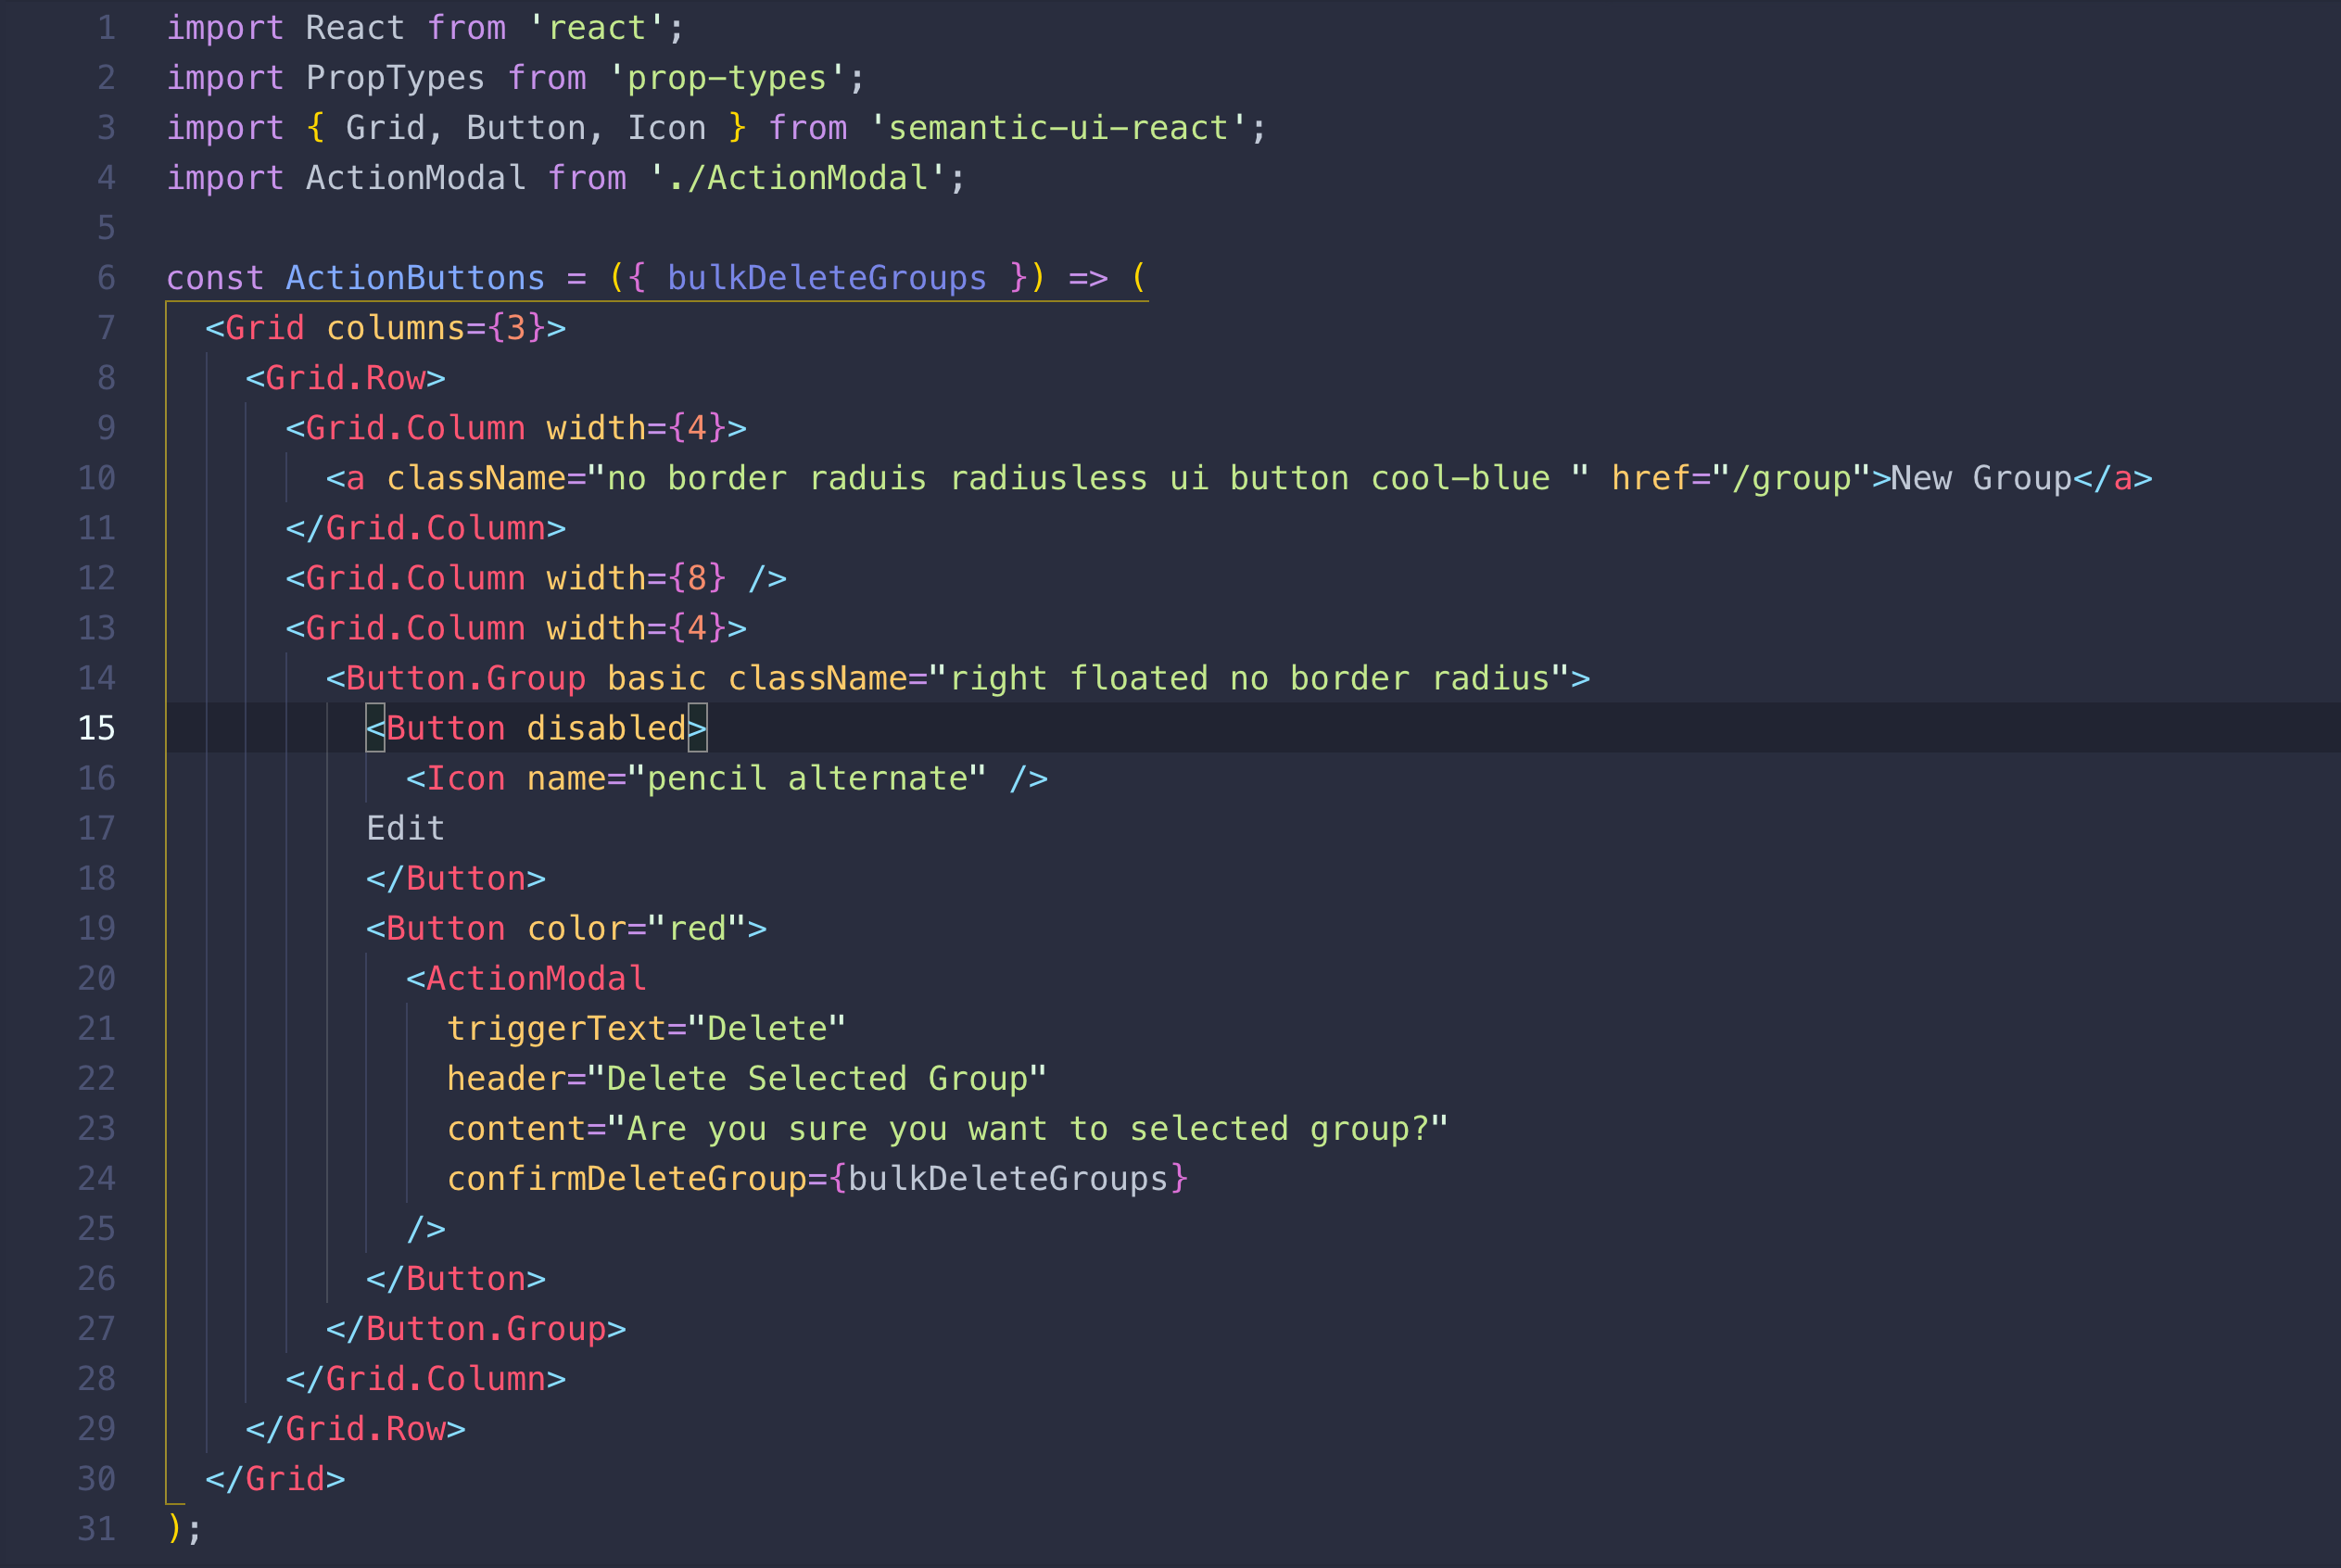 1 import React from 'react';
2 import PropTypes from 'prop-types';
3 import { Grid, Button, Icon } from 'semantic-ui-react';
4 import ActionModal from './ActionModal';
5
6 const ActionButtons = ({ bulkDeleteGroups }) => (
7   <Grid columns={3}>
8     <Grid.Row>
9       <Grid.Column width={4}>
10         <a className="no border raduis radiusless ui button cool-blue " href="/group">New Group</a>
11       </Grid.Column>
12       <Grid.Column width={8} />
13       <Grid.Column width={4}>
14         <Button.Group basic className="right floated no border radius">
15           <Button disabled>
16             <Icon name="pencil alternate" />
17           Edit
18           </Button>
19           <Button color="red">
20             <ActionModal
21               triggerText="Delete"
22               header="Delete Selected Group"
23               content="Are you sure you want to selected group?"
24               confirmDeleteGroup={bulkDeleteGroups}
25             />
26           </Button>
27         </Button.Group>
28       </Grid.Column>
29     </Grid.Row>
30   </Grid>
31 );